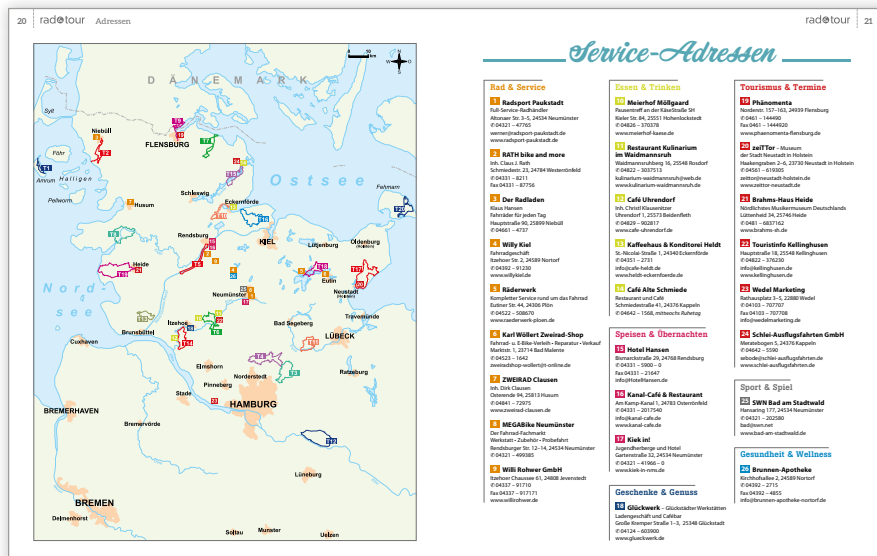 20
radtour
Adressen
radtour
21
DÄNEMARK
Sylt
Niebüll
FLENSBURG
Föhr
Amrum
Halligen
Pellworm
Husum
Schleswig
Eckernförde
Ostsee
Fehmarn
Rendsburg
KIEL
Lütjenburg
Oldenburg
(Holstein)
Heide
Eutin
Neustadt
(Holstein)
Nord-
see
Neumünster
Brunsbüttel
Itzehoe
Bad Segeberg
Travemünde
LÜBECK
Cuxhaven
Elmshorn
Norderstedt
Ratzeburg
Pinneberg
Stade
HAMBURG
BREMERHAVEN
Bremervörde
Lüneburg
BREMEN
Delmenhorst
Soltau
Munster
Uelzen
Service-Adressen
Rad & Service
1 Radsport Paukstadt
Full-Service-Radhändler
Altonaer Str. 3–5, 24534 Neumünster
✆ 04321 – 47765
werner@radsport-paukstadt.de
www.radsport-paukstadt.de
2 RATH bike and more
Inh. Claus J. Rath
Schmiedestr. 23, 24784 Westerrönfeld
✆ 04331 – 8211
Fax 04331 – 87756
3 Der Radladen
Klaus Hansen
Fahrräder für jeden Tag
Hauptstraße 90, 25899 Niebüll
✆ 04661 – 4737
4 Willy Kiel
Fahrradgeschäft
Itzehoer Str. 2, 24589 Nortorf
✆ 04392 – 91230
www.willykiel.de
5 Räderwerk
Kompletter Service rund um das Fahrrad
Eutiner Str. 44, 24306 Plön
✆ 04522 – 508670
www.raederwerk-ploen.de
6 Karl Wöllert Zweirad-Shop
Fahrrad- u. E-Bike-Verleih • Reparatur • Verkauf
Markstr. 1, 23714 Bad Malente
✆ 04523 – 1642
zweiradshop-wollert@t-online.de
7 ZWEIRAD Clausen
Inh. Dirk Clausen
Osterende 94, 25813 Husum
✆ 04841 – 72975
www.zweirad-clausen.de
8 MEGABike Neumünster
Der Fahrrad-Fachmarkt
Werkstatt • Zubehör • Probefahrt
Rendsburger Str. 12–14, 24534 Neumünster
✆ 04321 – 499385
9 Willi Rohwer GmbH
Itzehoer Chaussee 61, 24808 Jevenstedt
✆ 04337 – 91710
Fax 04337 – 917171
www.willirohwer.de
Essen & Trinken
10 Meierhof Möllgaard
Pausentreff an der KäseStraße SH
Kieler Str. 84, 25551 Hohenlockstedt
✆ 04826 – 370378
www.meierhof-kaese.de
11 Restaurant Kulinarium
im Waidmannsruh
Waidmannsruhberg 16, 25548 Rosdorf
✆ 04822 – 3037513
kulinarium-waidmannsruh@web.de
www.kulinarium-waidmannsruh.de
12 Café Uhrendorf
Inh. Christl Klausenitzer
Uhrendorf 1, 25573 Beidenfleth
✆ 04829 – 902817
www.cafe-uhrendorf.de
13 Kaffeehaus & Konditorei Heldt
St.-Nicolai-Straße 1, 24340 Eckernförde
✆ 04351 – 2731
info@cafe-heldt.de
www.heldt-eckernfoerde.de
14 Café Alte Schmiede
Restaurant und Café
Schmiedestraße 41, 24376 Kappeln
✆ 04642 – 1568, mittwochs Ruhetag
Speisen & Übernachten
15 Hotel Hansen
Bismarckstraße 29, 24768 Rendsburg
✆ 04331 – 5900 – 0
Fax 04331 – 21647
info@HotelHansen.de
16 Kanal-Café & Restaurant
Am Kamp-Kanal 1, 24783 Osterrönfeld
✆ 04331 – 2017540
info@kanal-cafe.de
www.kanal-cafe.de
17 Kiek in!
Jugendherberge und Hotel
Gartenstraße 32, 24534 Neumünster
✆ 04321 – 41966 – 0
www.kiek-in-nms.de
Geschenke & Genuss
18 Glückwerk – Glückstädter Werkstätten
Ladengeschäft und Cafébar
Große Kremper Straße 1–3, 25348 Glückstadt
✆ 04124 – 603900
www.glueckwerk.de
Tourismus & Termine
19 Phänomenta
Norderstr. 157–163, 24939 Flensburg
✆ 0461 – 144490
Fax 0461 – 1444920
www.phaenomenta-flensburg.de
20 zeiTTor – Museum
der Stadt Neustadt in Holstein
Haakengraben 2–6, 23730 Neustadt in Holstein
✆ 04561 – 619305
zeittor@neustadt-holstein.de
www.zeittor-neustadt.de
21 Brahms-Haus Heide
Nördlichstes Musikermuseum Deutschlands
Lüttenheid 34, 25746 Heide
✆ 0481 – 6837162
www.brahms-sh.de
22 Touristinfo Kellinghusen
Hauptstraße 18, 25548 Kellinghusen
✆ 04822 – 376230
info@kellinghusen.de
www.kellinghusen.de
23 Wedel Marketing
Rathausplatz 3–5, 22880 Wedel
✆ 04103 – 707707
Fax 04103 – 707708
info@wedelmarketing.de
24 Schlei-Ausflugsfahrten GmbH
Meratebogen 5, 24376 Kappeln
✆ 04642 – 5590
wbode@schlei-ausflugsfahrten.de
www.schlei-ausflugsfahrten.de
Sport & Spiel
25 SWN Bad am Stadtwald
Hansaring 177, 24534 Neumünster
✆ 04321 – 202580
bad@swn.net
www.bad-am-stadtwald.de
Gesundheit & Wellness
26 Brunnen-Apotheke
Kirchhofsallee 2, 24589 Nortorf
✆ 04392 – 2715
Fax 04392 – 4855
info@brunnen-apotheke-nortorf.de